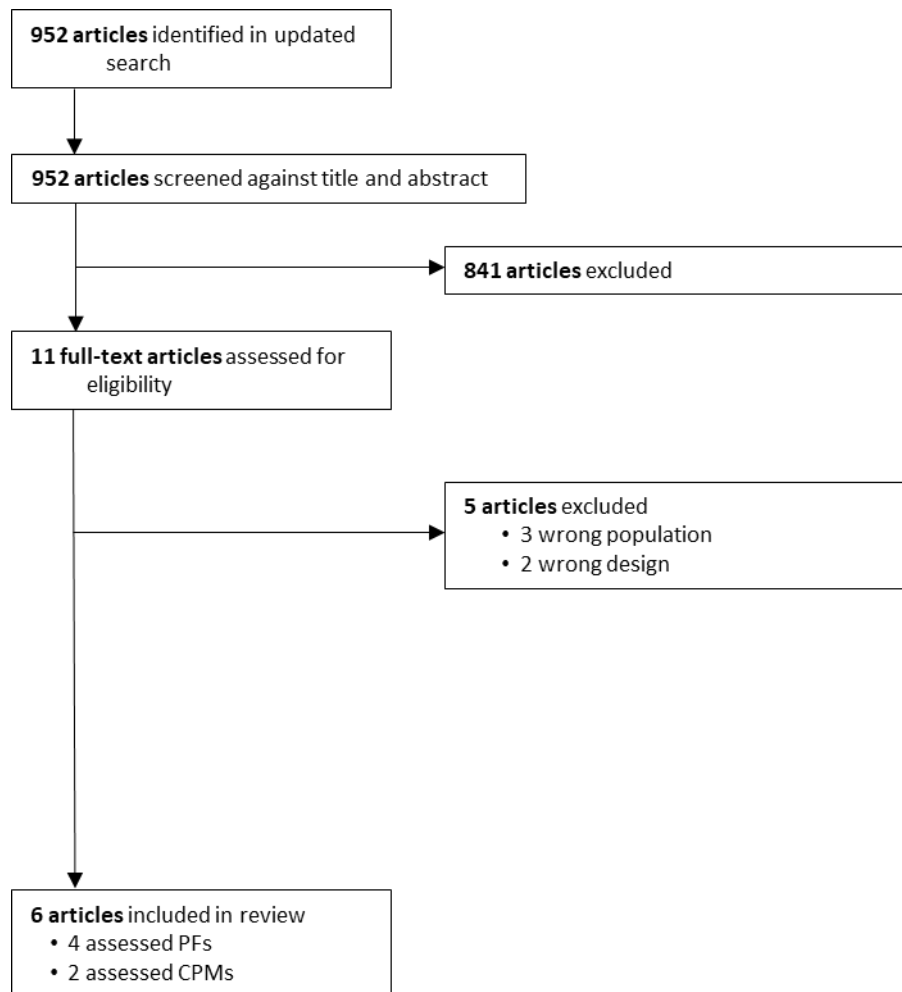 952 articles identified in updated
search
952 articles screened against title and abstract
841 articles excluded
11 full-text articles assessed for
eligibility
5 articles excluded
• 3 wrong population
• 2 wrong design
6 articles included in review
• 4 assessed PFs
• 2 assessed CPMs